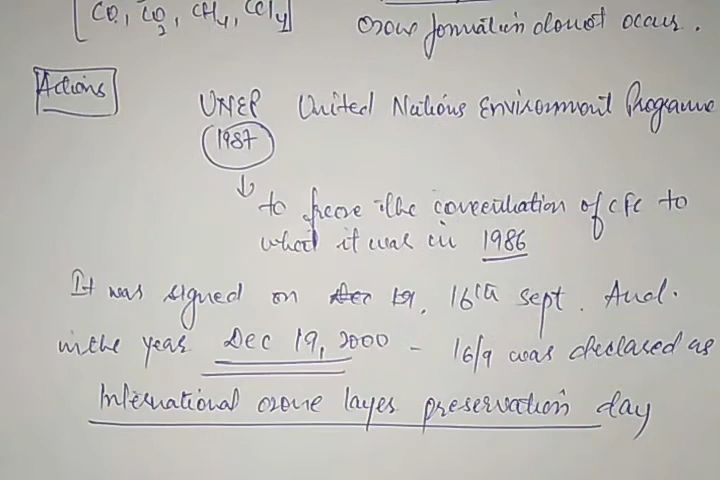 [CO, CO2, CH4, CCl4]
Ozone formation donot occurs.
Actions
UNEP United Nations Environment Programe
1987
to freeze the concentration of CFC to
what it was in 1986
It was signed on 16th Sept. And.
in the year Dec 19, 2000 - 16/9 was declared as
International ozone layer preservation day